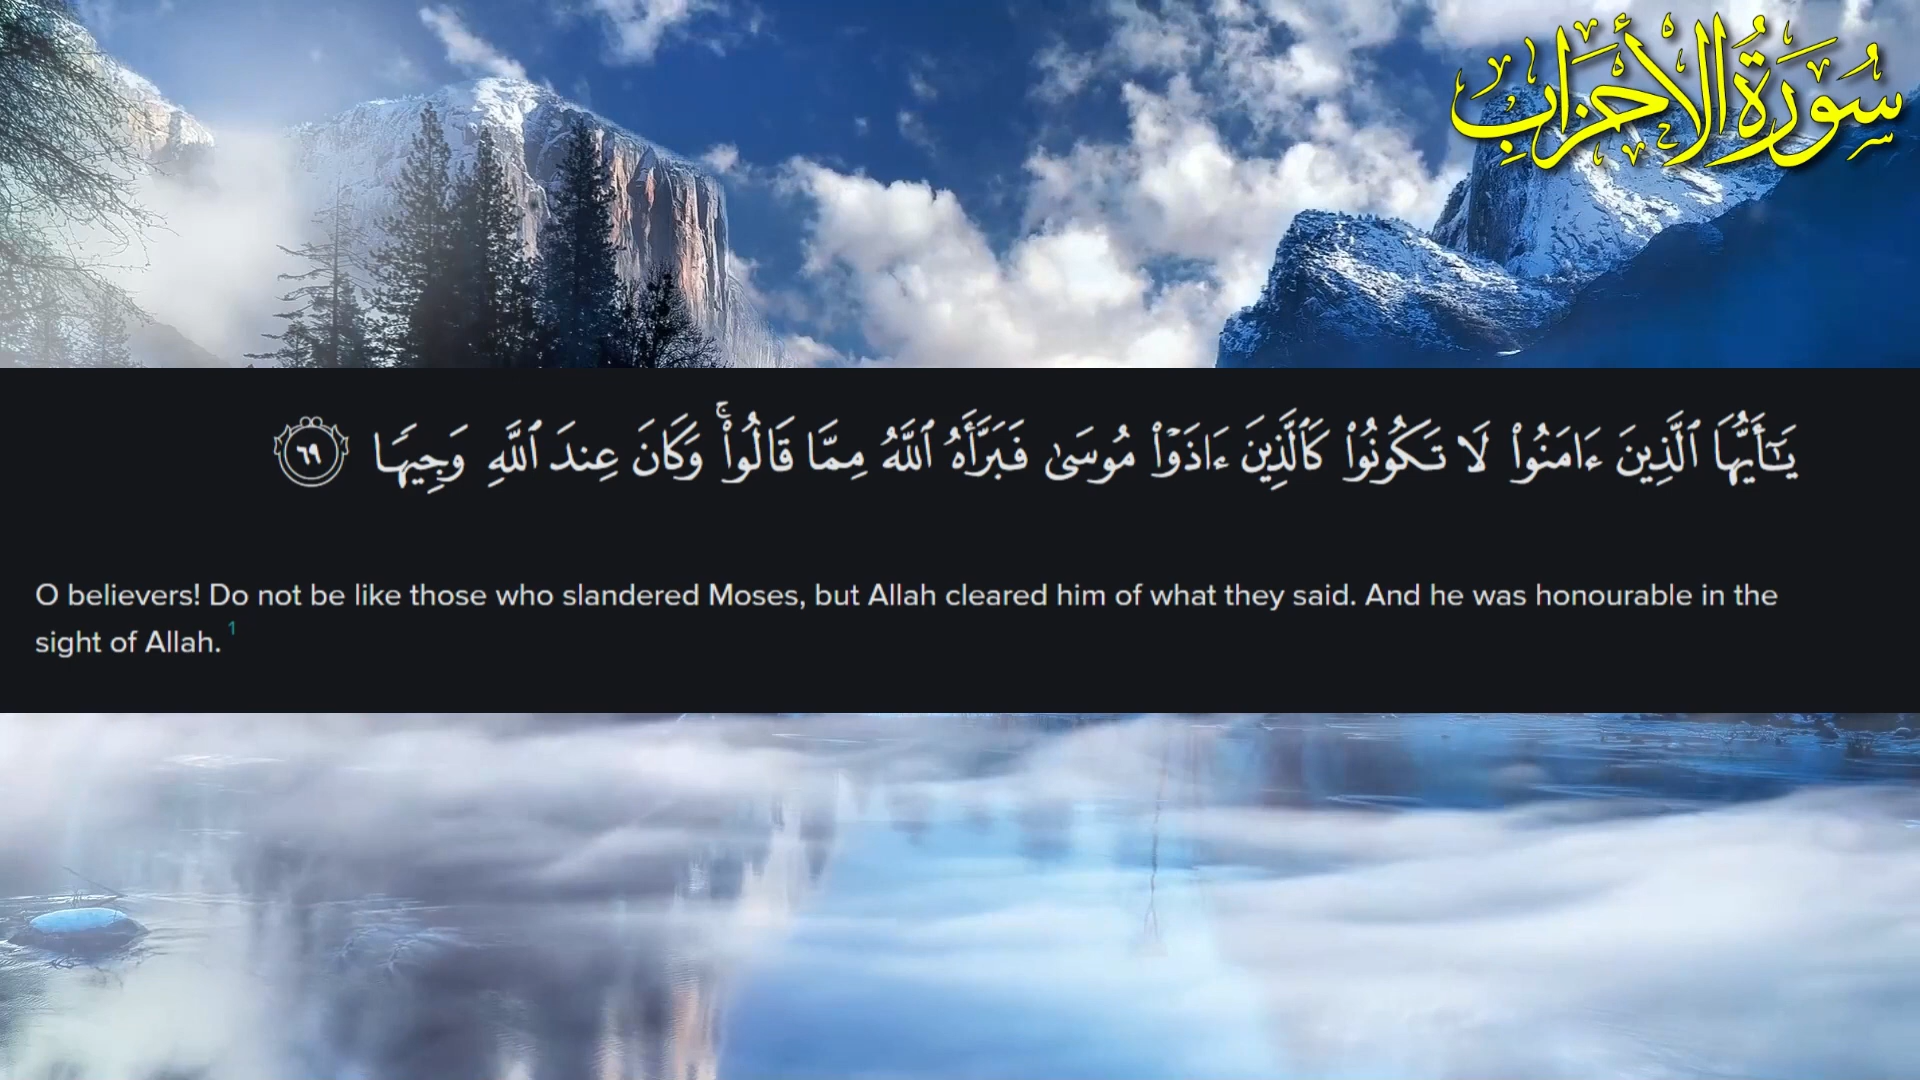 سُورَةُ الأَحْزَابِ
يَـٰٓأَيُّهَا ٱلَّذِينَ ءَامَنُوا۟ لَا تَكُونُوا۟ كَٱلَّذِينَ ءَاذَوْا۟ مُوسَىٰ فَبَرَّأَهُ ٱللَّهُ مِمَّا قَالُوا۟ ۚ وَكَانَ عِندَ ٱللَّهِ وَجِيهًا ٦٩
O believers! Do not be like those who slandered Moses, but Allah cleared him of what they said. And he was honourable in the
sight of Allah. 1